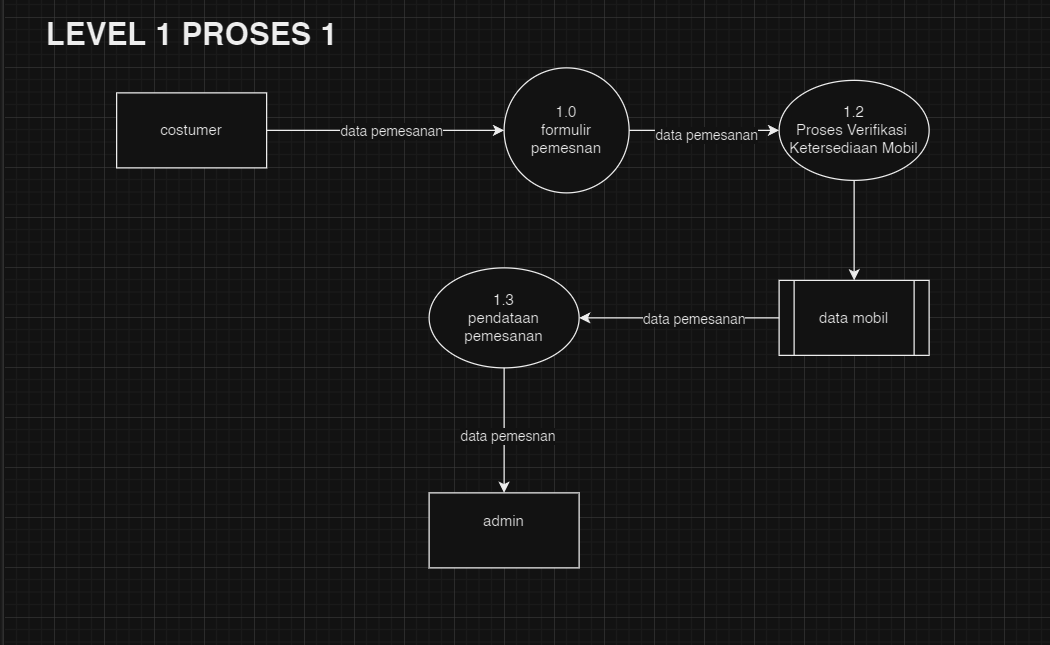 LEVEL 1 PROSES 1
costumer
data pemesanan
1.0
formulir
pemesnan
data pemesanan
1.2
Proses Verifikasi
Ketersediaan Mobil
data mobil
data pemesanan
1.3
pendataan
pemesanan
data pemesnan
admin